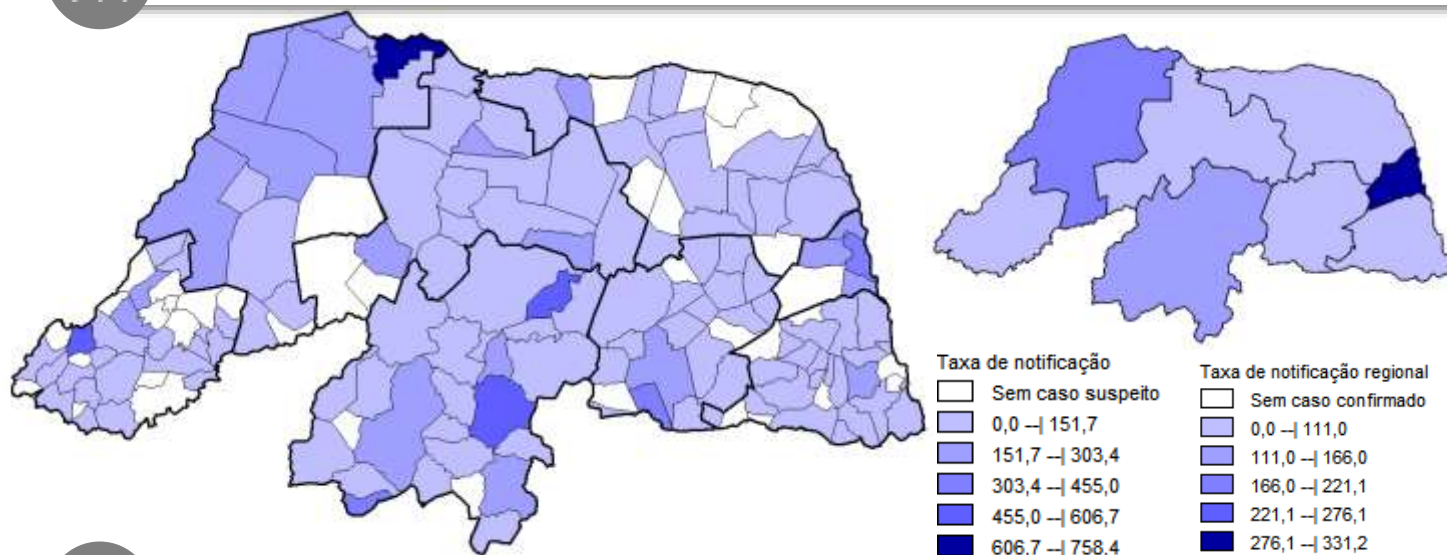 Taxa de notificação
Sem caso suspeito
0,0 --| 151,7
151,7 --| 303,4
303,4 --| 455,0
455,0 --| 606,7
606,7 --| 758,4
Taxa de notificação regional
Sem caso confirmado
0,0 --| 111,0
111,0 --| 166,0
166,0 --| 221,1
221,1 --| 276,1
276,1 --| 331,2